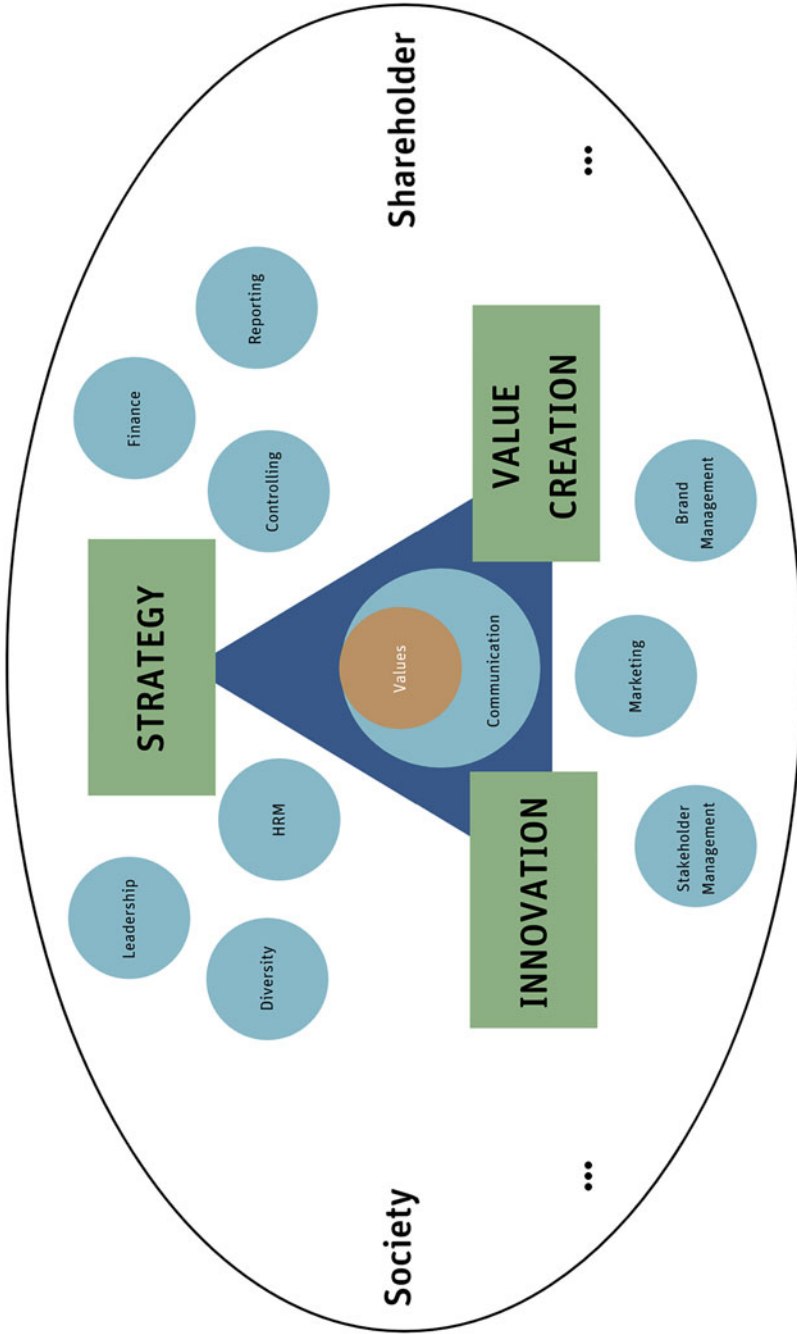 Leadership
STRATEGY
Finance
Diversity
HRM
Controlling
Reporting
Society
Values
Shareholder
Communication
INNOVATION
VALUE
CREATION
...
...
Marketing
Stakeholder
Management
Brand
Management